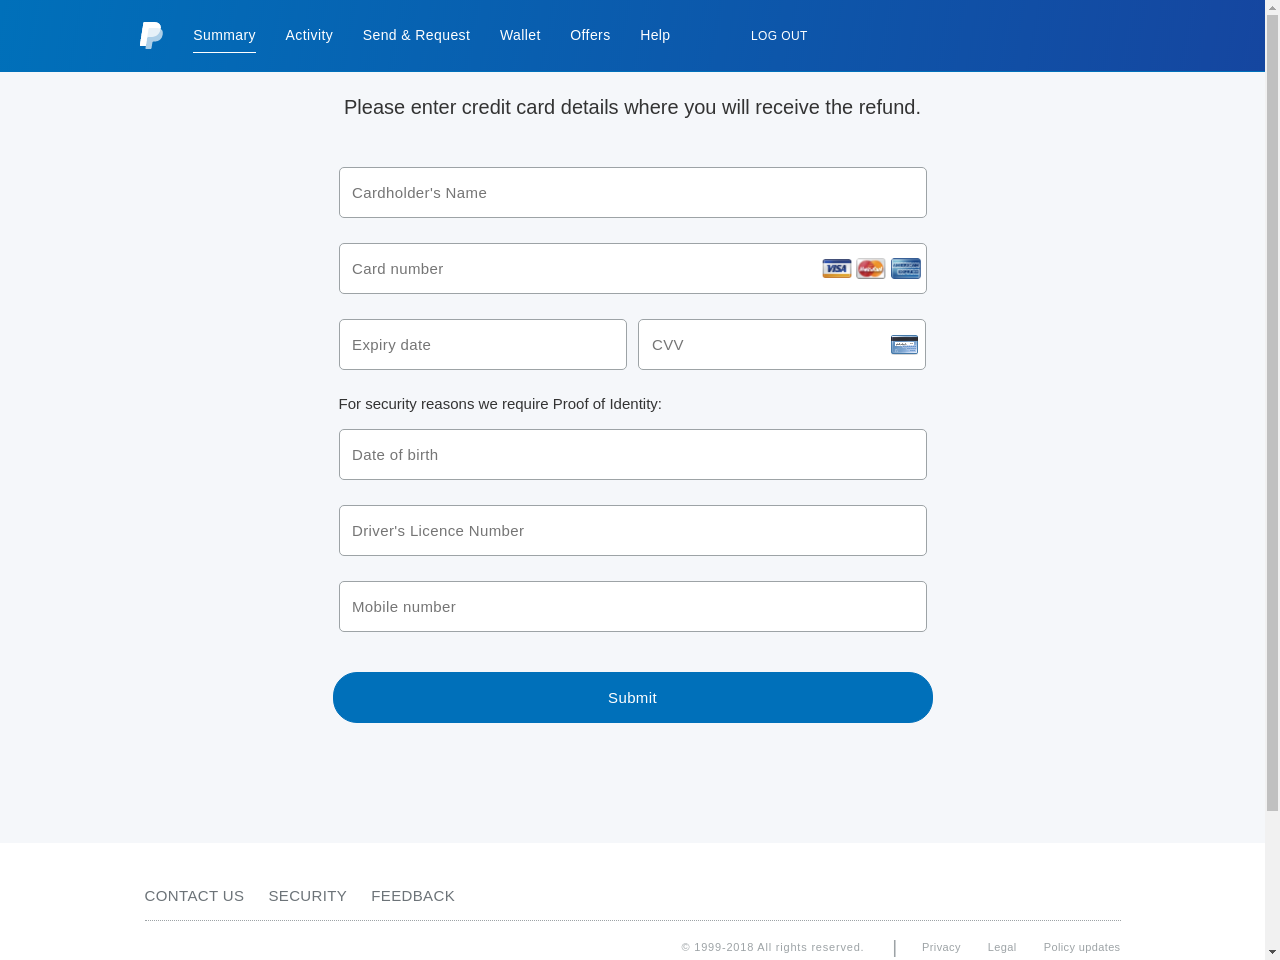 Summary Activity Send & Request Wallet Offers Help LOG OUT
Please enter credit card details where you will receive the refund.
Cardholder's Name
Card number VISA
Expiry date CVV
For security reasons we require Proof of Identity:
Date of birth
Driver's Licence Number
Mobile number
Submit
CONTACT US SECURITY FEEDBACK
© 1999-2018 All rights reserved. | Privacy Legal Policy updates